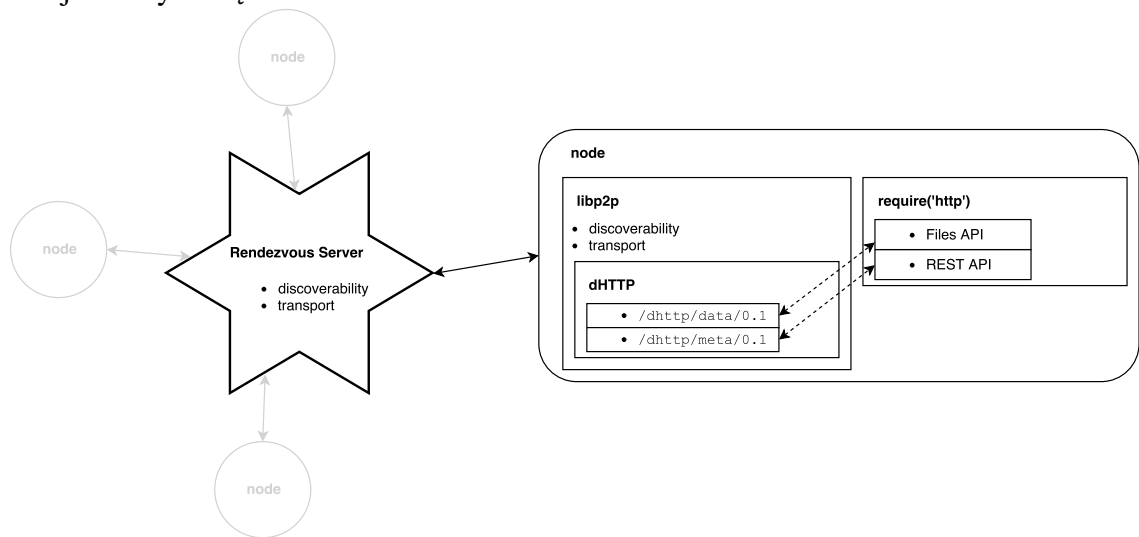 node
node
node
Rendezvous Server
• discoverability
• transport
node
libp2p
• discoverability
• transport
dHTTP
• /dhttp/data/0.1
• /dhttp/meta/0.1
require('http')
• Files API
• REST API